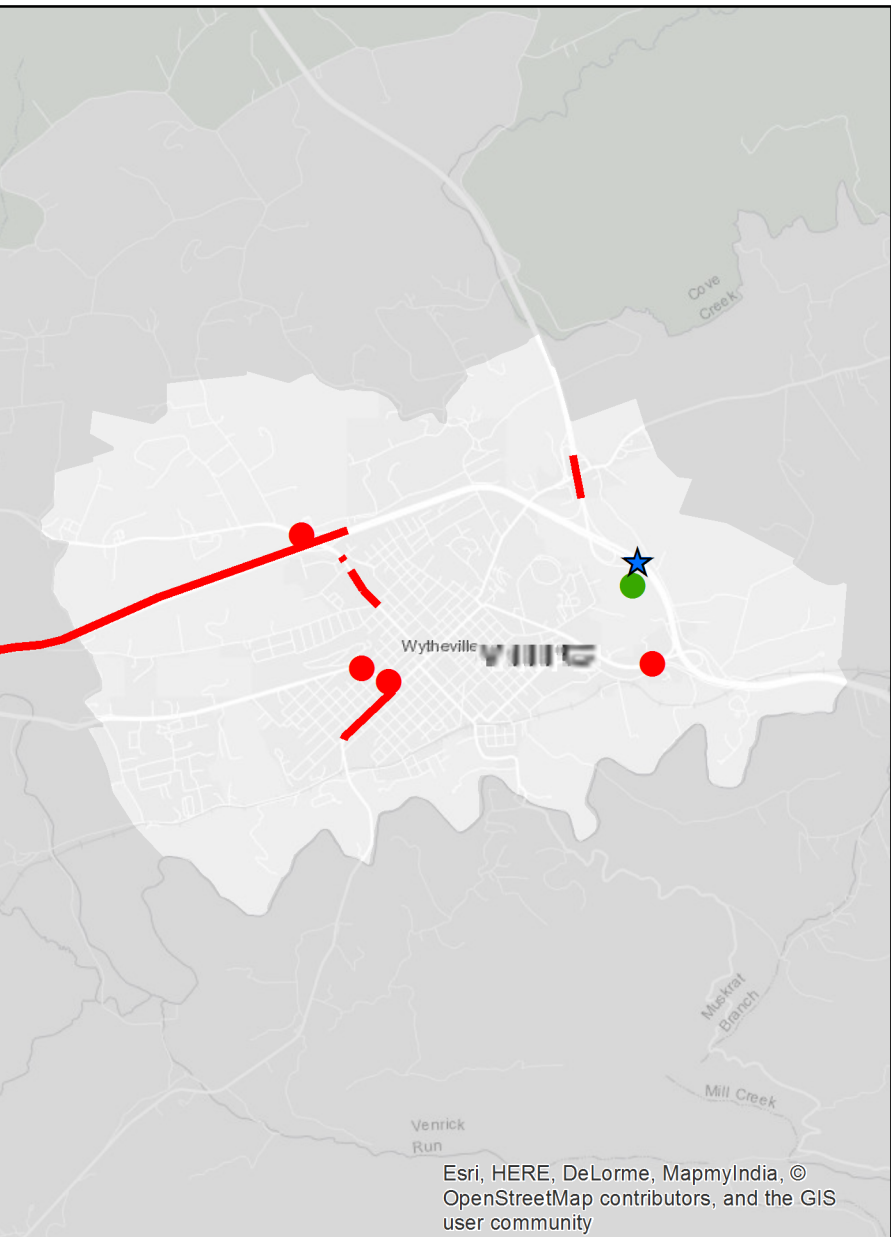 Cove
Creek
Wytheville
Muskrat
Branch
Mill Creek
Venrick
Run
Esri, HERE, DeLorme, MapmyIndia, ©
OpenStreetMap contributors, and the GIS
user community